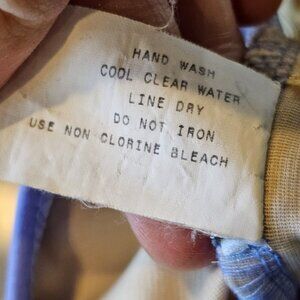 HAND WASH
COOL CLEAR WATER
LINE DRY
DO NOT IRON
USE NON CLORINE BLEACH